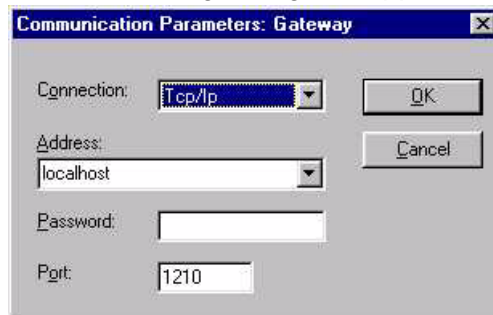 Communication Parameters: Gateway
Connection: Tcp/Ip OK
Address: Cancel
localhost
Password:
Port: 1210